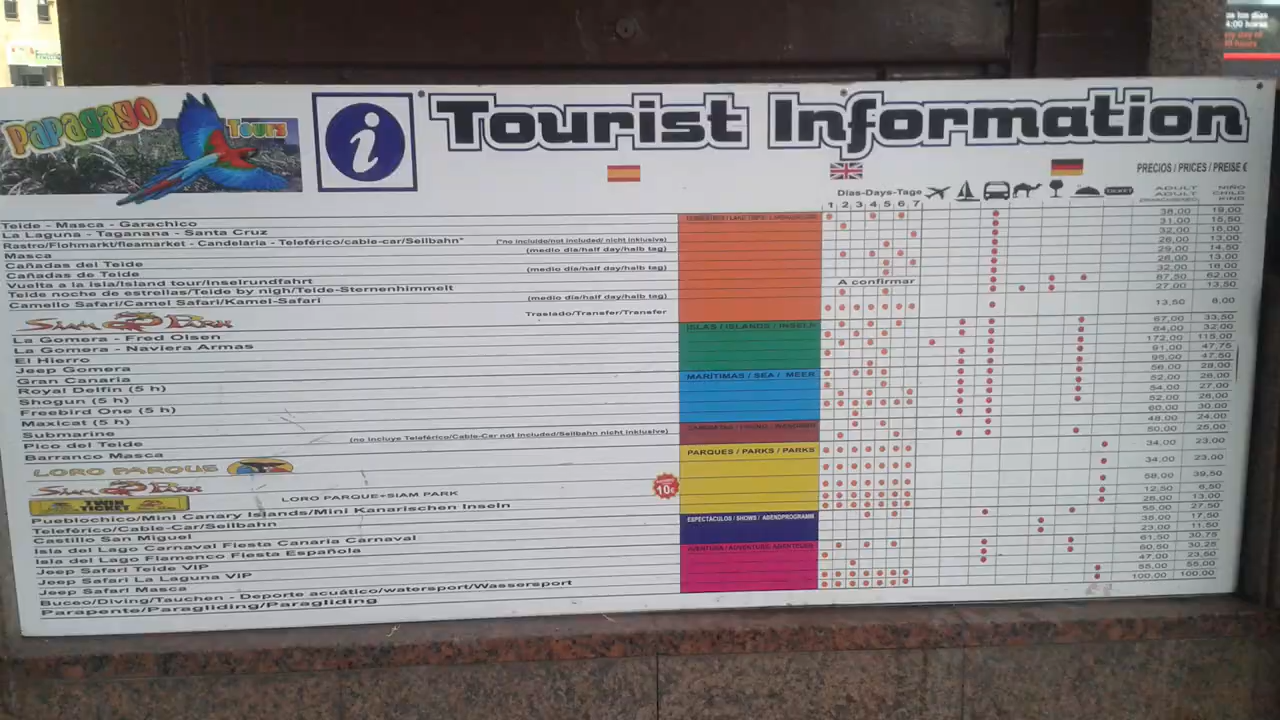 PAPAGAGO TOURS
i Tourist Information
PRECIOS / PRICES / PREISE €
Días-Days-Tage
TICKET
ADULT NIÑO
ADULT CHILD
1 2 3 4 5 6 7
Teide - Masca - Garachico 38,00 19,00
La Laguna - Taganana - Santa Cruz 31,00 15,50
Rastro/Flohmarkt/fleamarket - Candelaria - Teleférico/cable-car/Seilbahn* (*no incluido/not included/ nicht inklusive) 32,00 16,00
Masca (medio día/half day/halb tag) 26,00 13,00
Cañadas del Teide 29,00 14,50
Cañadas de Teide (medio día/half day/halb tag) 26,00 13,00
Vuelta a la isla/Island tour/Inselrundfahrt 32,00 16,00
Teide noche de estrellas/Teide by nigh/Teide-Sternenhimmelt A confirmar 87,50 62,00
Camello Safari/Camel Safari/Kamel-Safari (medio día/half day/halb tag) 27,00 13,50
SIAM PARK Traslado/Transfer/Transfer 13,50 8,00
ISLAS / ISLANDS / INSELN
La Gomera - Fred Olsen 67,00 33,50
La Gomera - Naviera Armas 64,00 32,00
El Hierro 172,00 115,00
Jeep Gomera 91,00 47,75
Gran Canaria 95,00 47,50
MARÍTIMAS / SEA / MEER
Royal Delfin (5 h) 56,00 28,00
Shogun (5 h) 52,00 26,00
Freebird One (5 h) 54,00 27,00
Maxicat (5 h) 52,00 26,00
Submarine 60,00 30,00
Pico del Teide (no incluye Teleférico/Cable-Car not included/Seilbahn nicht inklusive) 48,00 24,00
Barranco Masca 50,00 25,00
PARQUES / PARKS / PARKS
LORO PARQUE 34,00 23,00
SIAM PARK 34,00 23,00
TWIN TICKET LORO PARQUE+SIAM PARK 10€ 58,00 39,50
Pueblochico/Mini Canary Islands/Mini Kanarischen Inseln 12,50 6,50
Teleférico/Cable-Car/Seilbahn 26,00 13,00
ESPECTACULOS / SHOWS / ABENDPROGRAMM
Castillo San Miguel 55,00 27,50
Isla del Lago Carnaval Fiesta Canaria Carnaval 35,00 17,50
Isla del Lago Flamenco Fiesta Española 23,00 11,50
AVENTURA / ADVENTURE/ ABENTEUER
Jeep Safari Teide VIP 61,50 30,75
Jeep Safari La Laguna VIP 60,50 30,25
Jeep Safari Masca 47,00 23,50
Buceo/Diving/Tauchen - Deporte acuático/watersport/Wassersport 55,00 55,00
Parapente/Paragliding/Paragliding 100,00 100,00